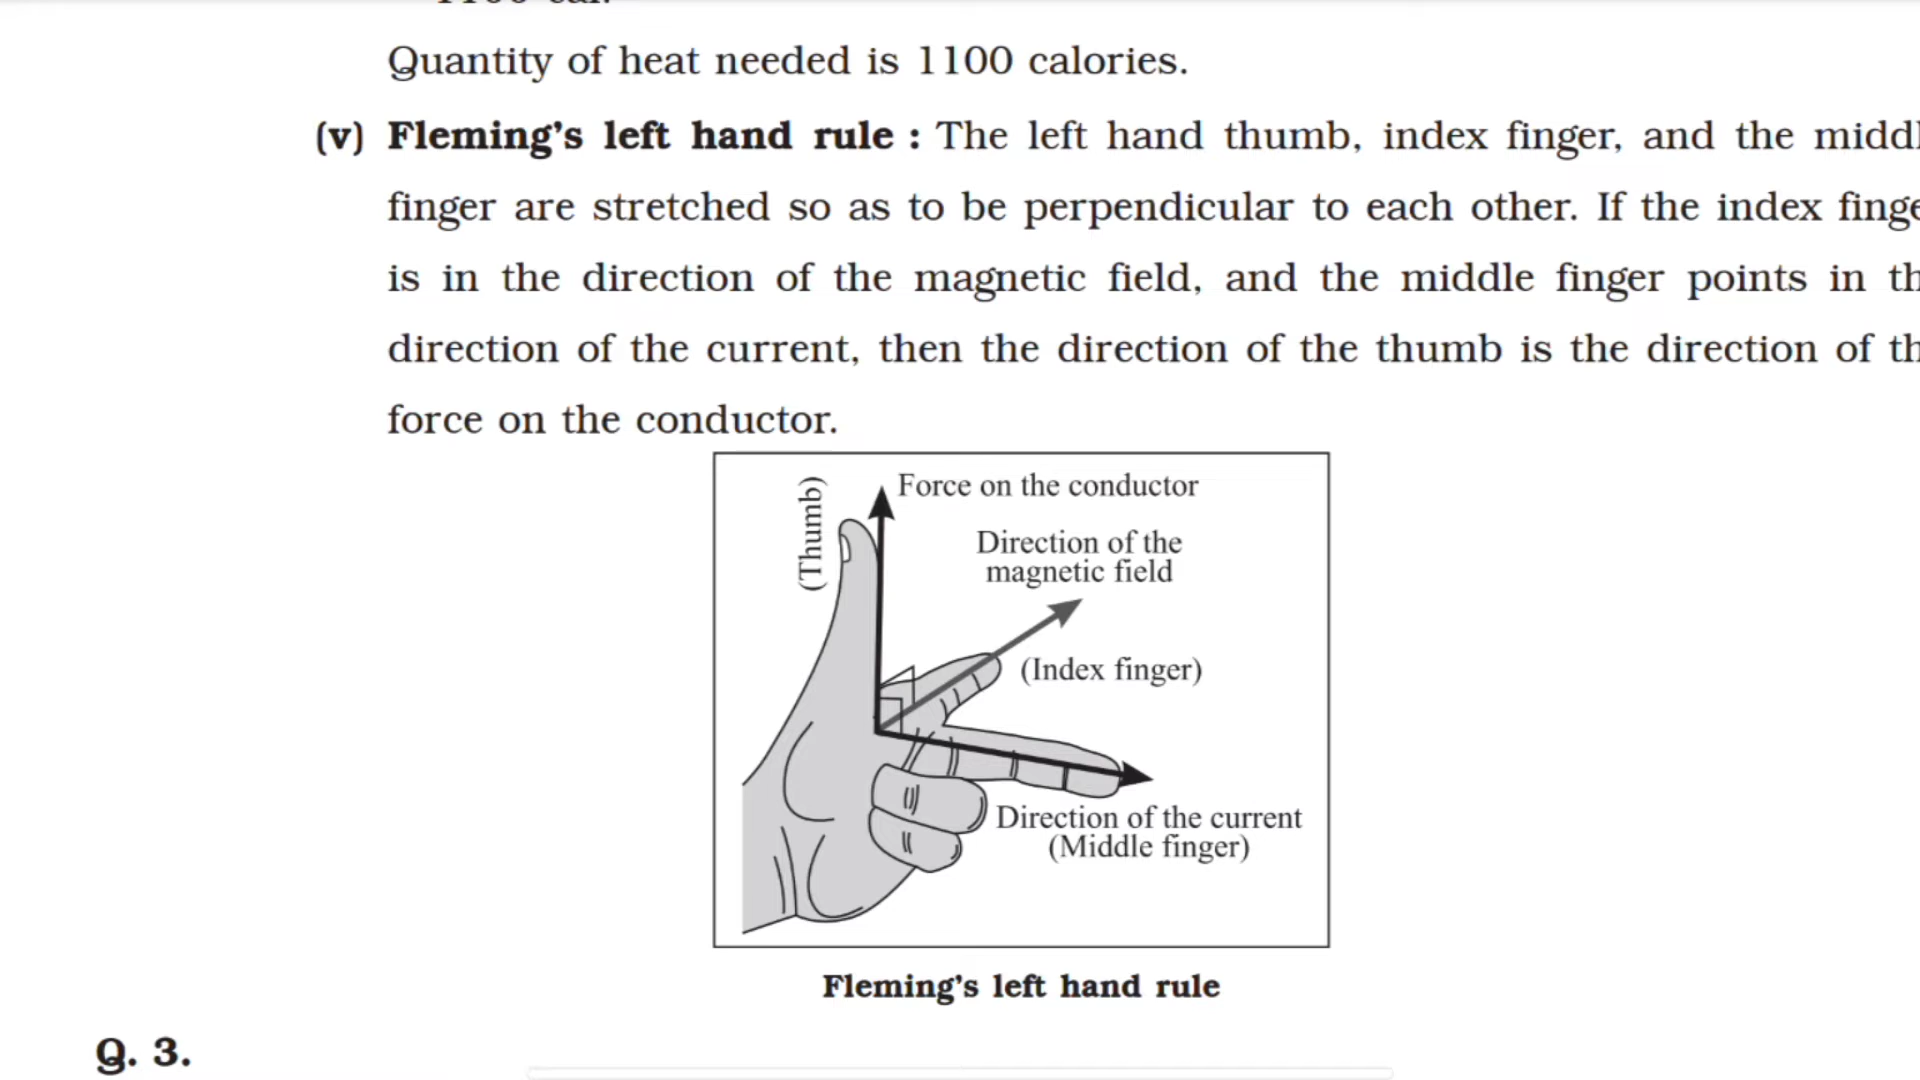 Quantity of heat needed is 1100 calories.
(v) Fleming's left hand rule : The left hand thumb, index finger, and the middl
finger are stretched so as to be perpendicular to each other. If the index finge
is in the direction of the magnetic field, and the middle finger points in th
direction of the current, then the direction of the thumb is the direction of th
force on the conductor.
(Thumb)
Force on the conductor
Direction of the
magnetic field
(Index finger)
Direction of the current
(Middle finger)
Fleming's left hand rule
Q. 3.